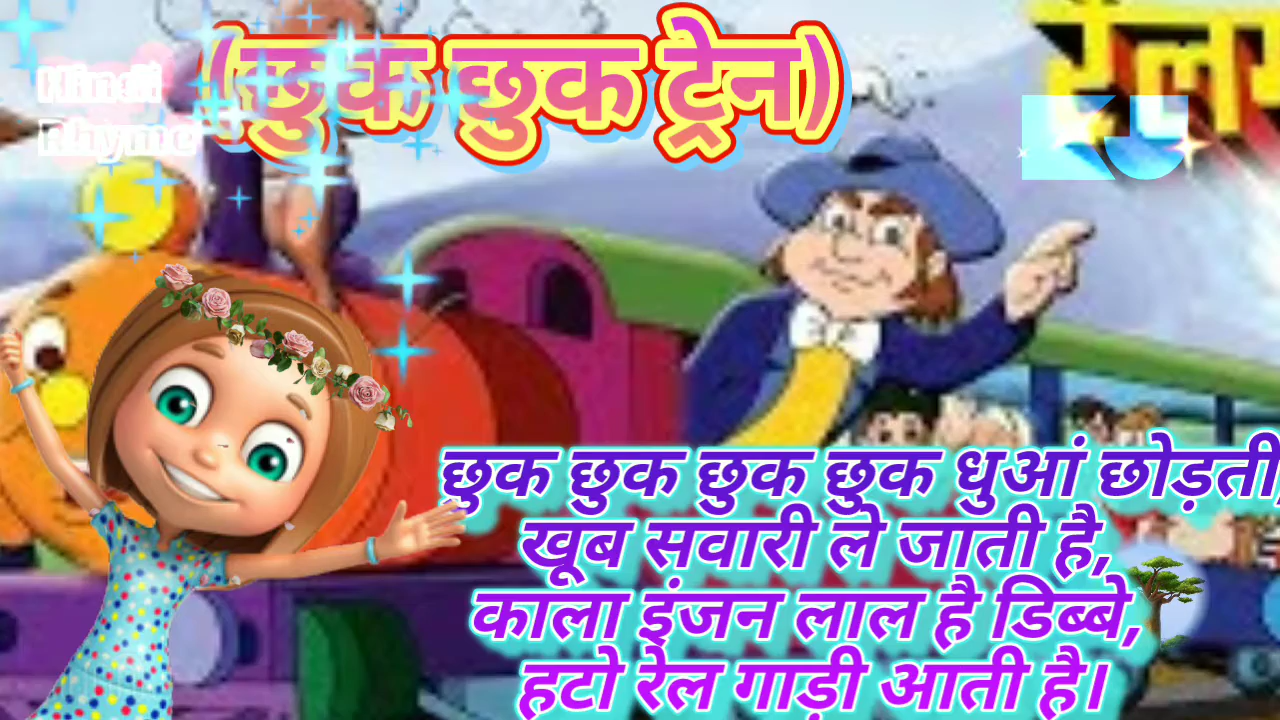 Hindi
Rhyme
(छुक छुक ट्रेन)
छुक छुक छुक छुक धुआं छोड़ती,
खूब सवारी ले जाती है,
काला इंजन लाल है डिब्बे,
हटो रेल गाड़ी आती है।